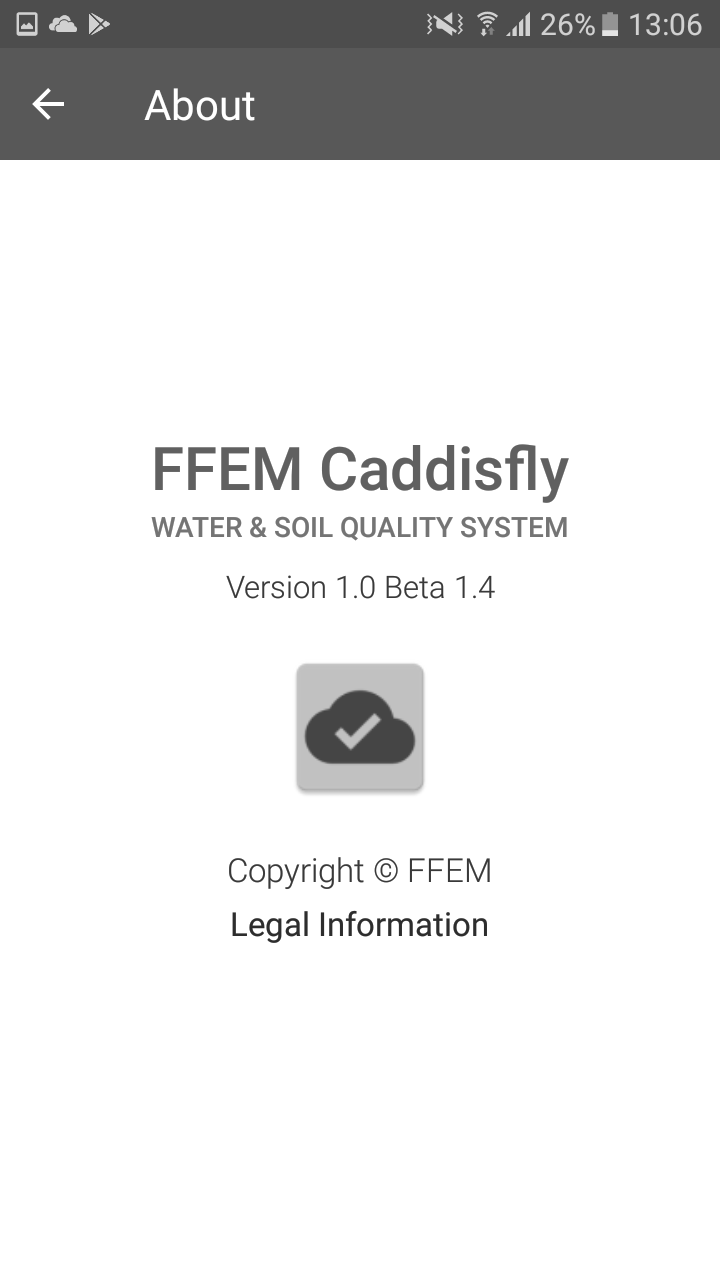 26% 13:06
About
FFEM Caddisfly
WATER & SOIL QUALITY SYSTEM
Version 1.0 Beta 1.4
Copyright © FFEM
Legal Information